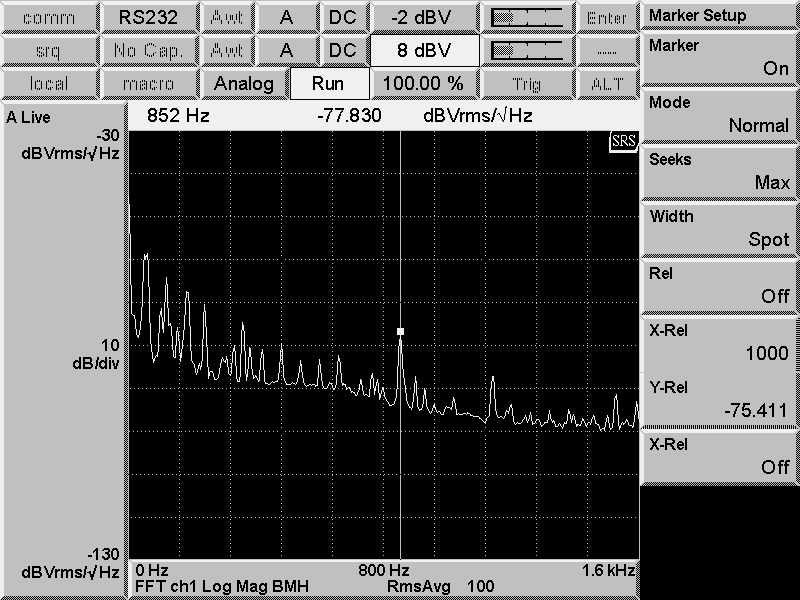 comm RS232 Awt A DC -2 dBV Enter
srq No Cap. Awt A DC 8 dBV ----
local macro Analog Run 100.00 % Trig ALT
852 Hz -77.830 dBVrms/√Hz
A Live
-30
dBVrms/√Hz
SRS
10
dB/div
-130
dBVrms/√Hz
0 Hz 800 Hz 1.6 kHz
FFT ch1 Log Mag BMH RmsAvg 100
Marker Setup
Marker
On
Mode
Normal
Seeks
Max
Width
Spot
Rel
Off
X-Rel
1000
Y-Rel
-75.411
X-Rel
Off